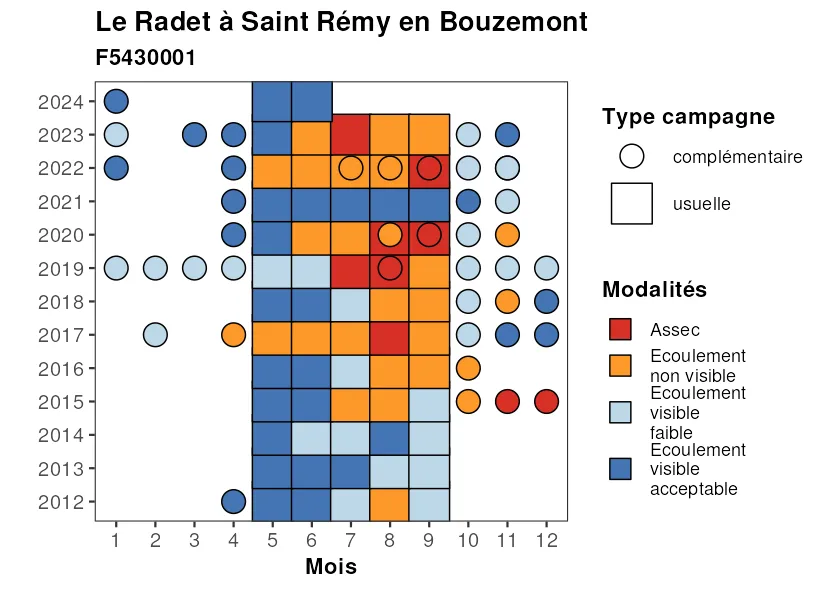 Le Radet à Saint Rémy en Bouzemont
F5430001
2024
2023
2022
2021
2020
2019
2018
2017
2016
2015
2014
2013
2012
1 2 3 4 5 6 7 8 9 10 11 12
Mois
Type campagne
complémentaire
usuelle
Modalités
Assec
Ecoulement
non visible
Ecoulement
visible
faible
Ecoulement
visible
acceptable